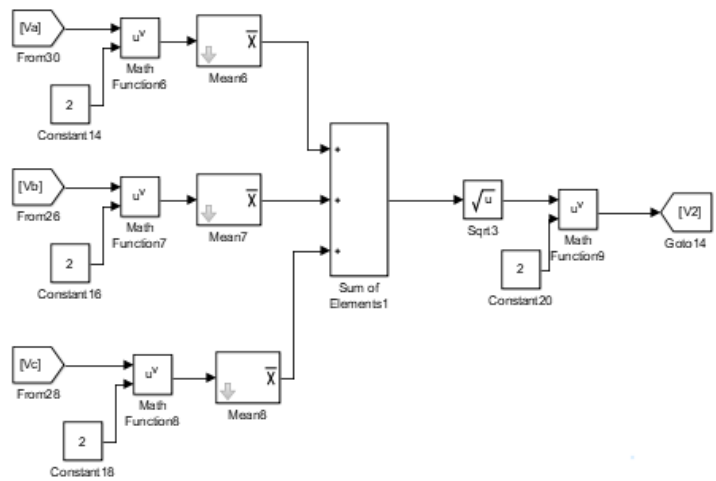 [Va]
From30
2
Constant14
u^v
Math
Function6
x̄
Mean6
[Vb]
From26
2
Constant16
u^v
Math
Function7
x̄
Mean7
[Vc]
From28
2
Constant18
u^v
Math
Function8
x̄
Mean8
+
+
+
Sum of
Elements1
√u
Sqrt3
2
Constant20
u^v
Math
Function9
[V2]
Goto14